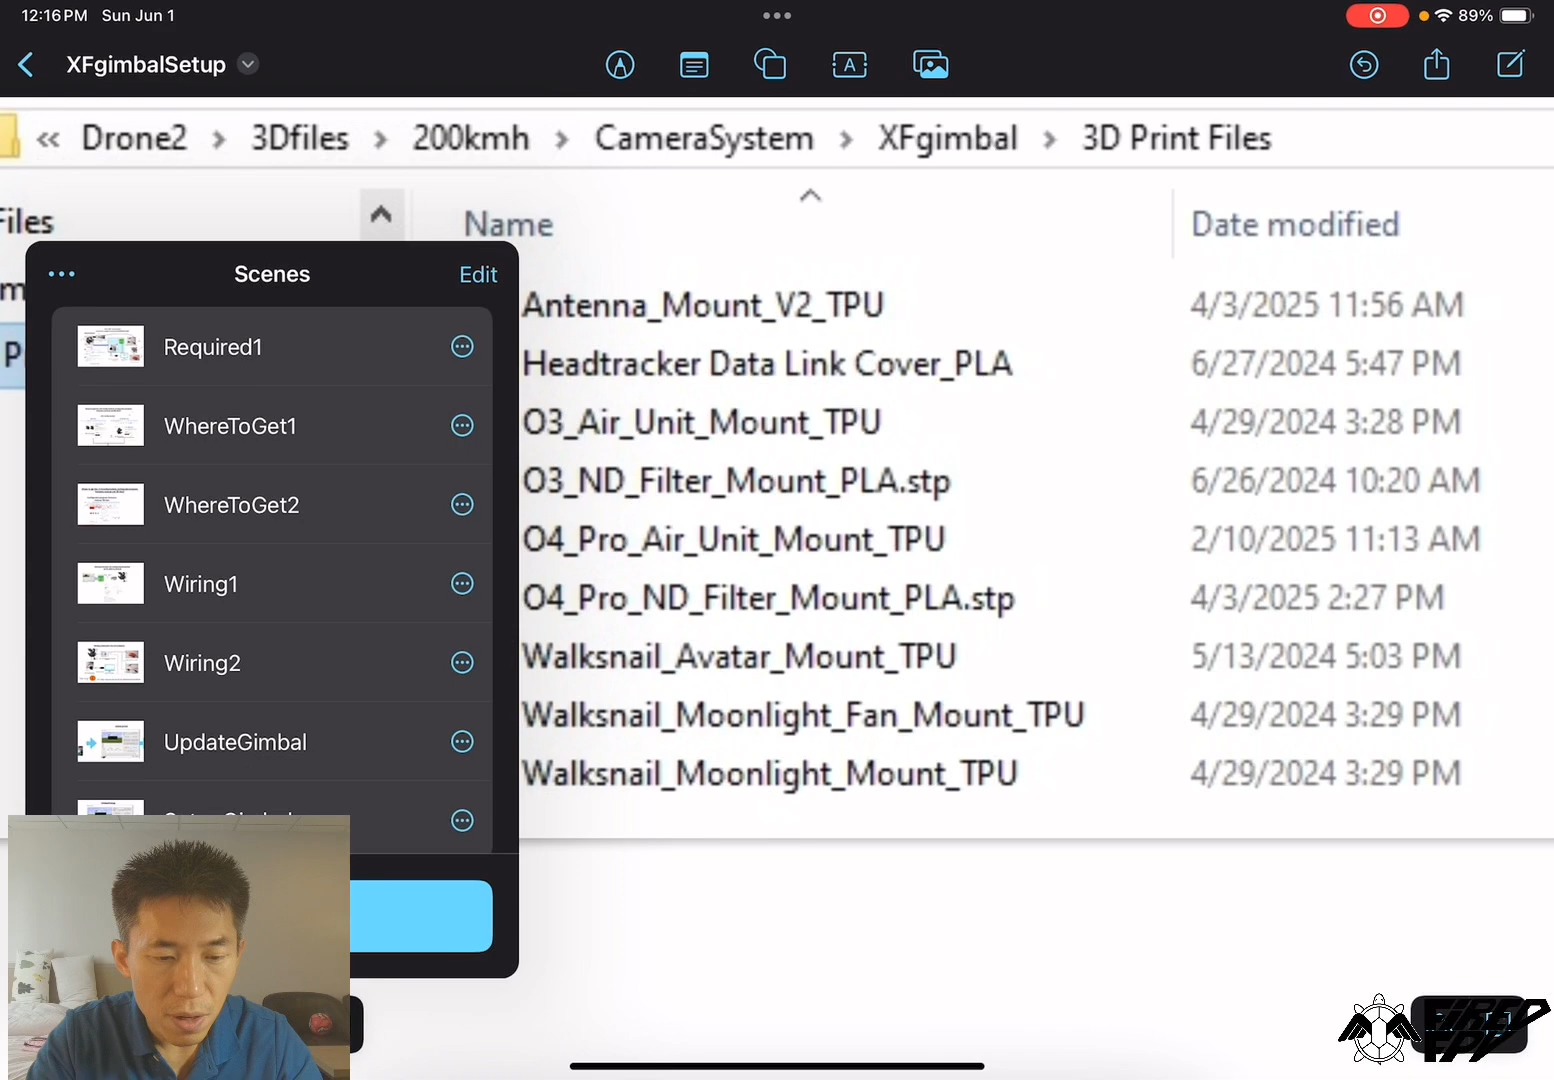 12:16 PM Sun Jun 1
89%
XFgimbalSetup
A
« Drone2 > 3Dfiles > 200kmh > CameraSystem > XFgimbal > 3D Print Files
Files
Name
Date modified
Scenes
Edit
Required1
WhereToGet1
WhereToGet2
Wiring1
Wiring2
UpdateGimbal
Antenna_Mount_V2_TPU 4/3/2025 11:56 AM
Headtracker Data Link Cover_PLA 6/27/2024 5:47 PM
O3_Air_Unit_Mount_TPU 4/29/2024 3:28 PM
O3_ND_Filter_Mount_PLA.stp 6/26/2024 10:20 AM
O4_Pro_Air_Unit_Mount_TPU 2/10/2025 11:13 AM
O4_Pro_ND_Filter_Mount_PLA.stp 4/3/2025 2:27 PM
Walksnail_Avatar_Mount_TPU 5/13/2024 5:03 PM
Walksnail_Moonlight_Fan_Mount_TPU 4/29/2024 3:29 PM
Walksnail_Moonlight_Mount_TPU 4/29/2024 3:29 PM